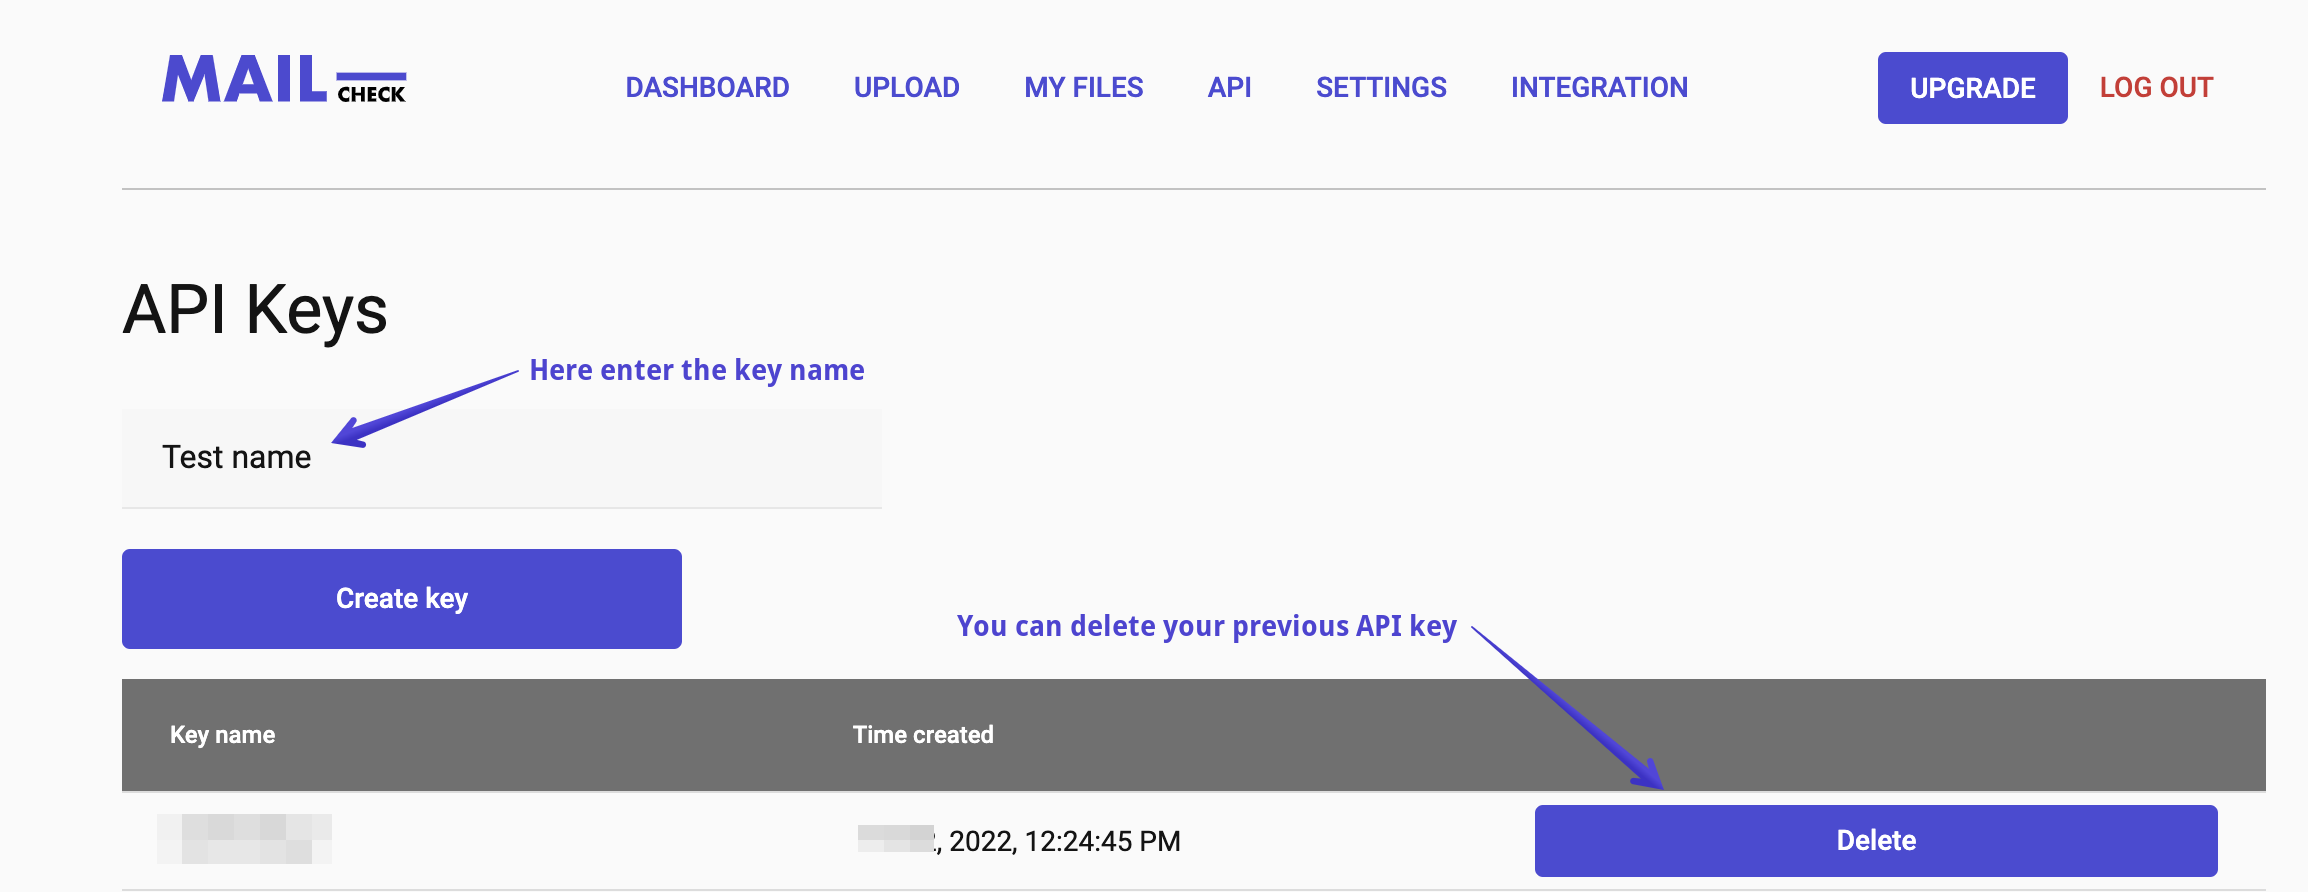 MAIL CHECK
DASHBOARD UPLOAD MY FILES API SETTINGS INTEGRATION UPGRADE LOG OUT
API Keys
Here enter the key name
Test name
Create key
You can delete your previous API key
Key name Time created
, 2022, 12:24:45 PM Delete